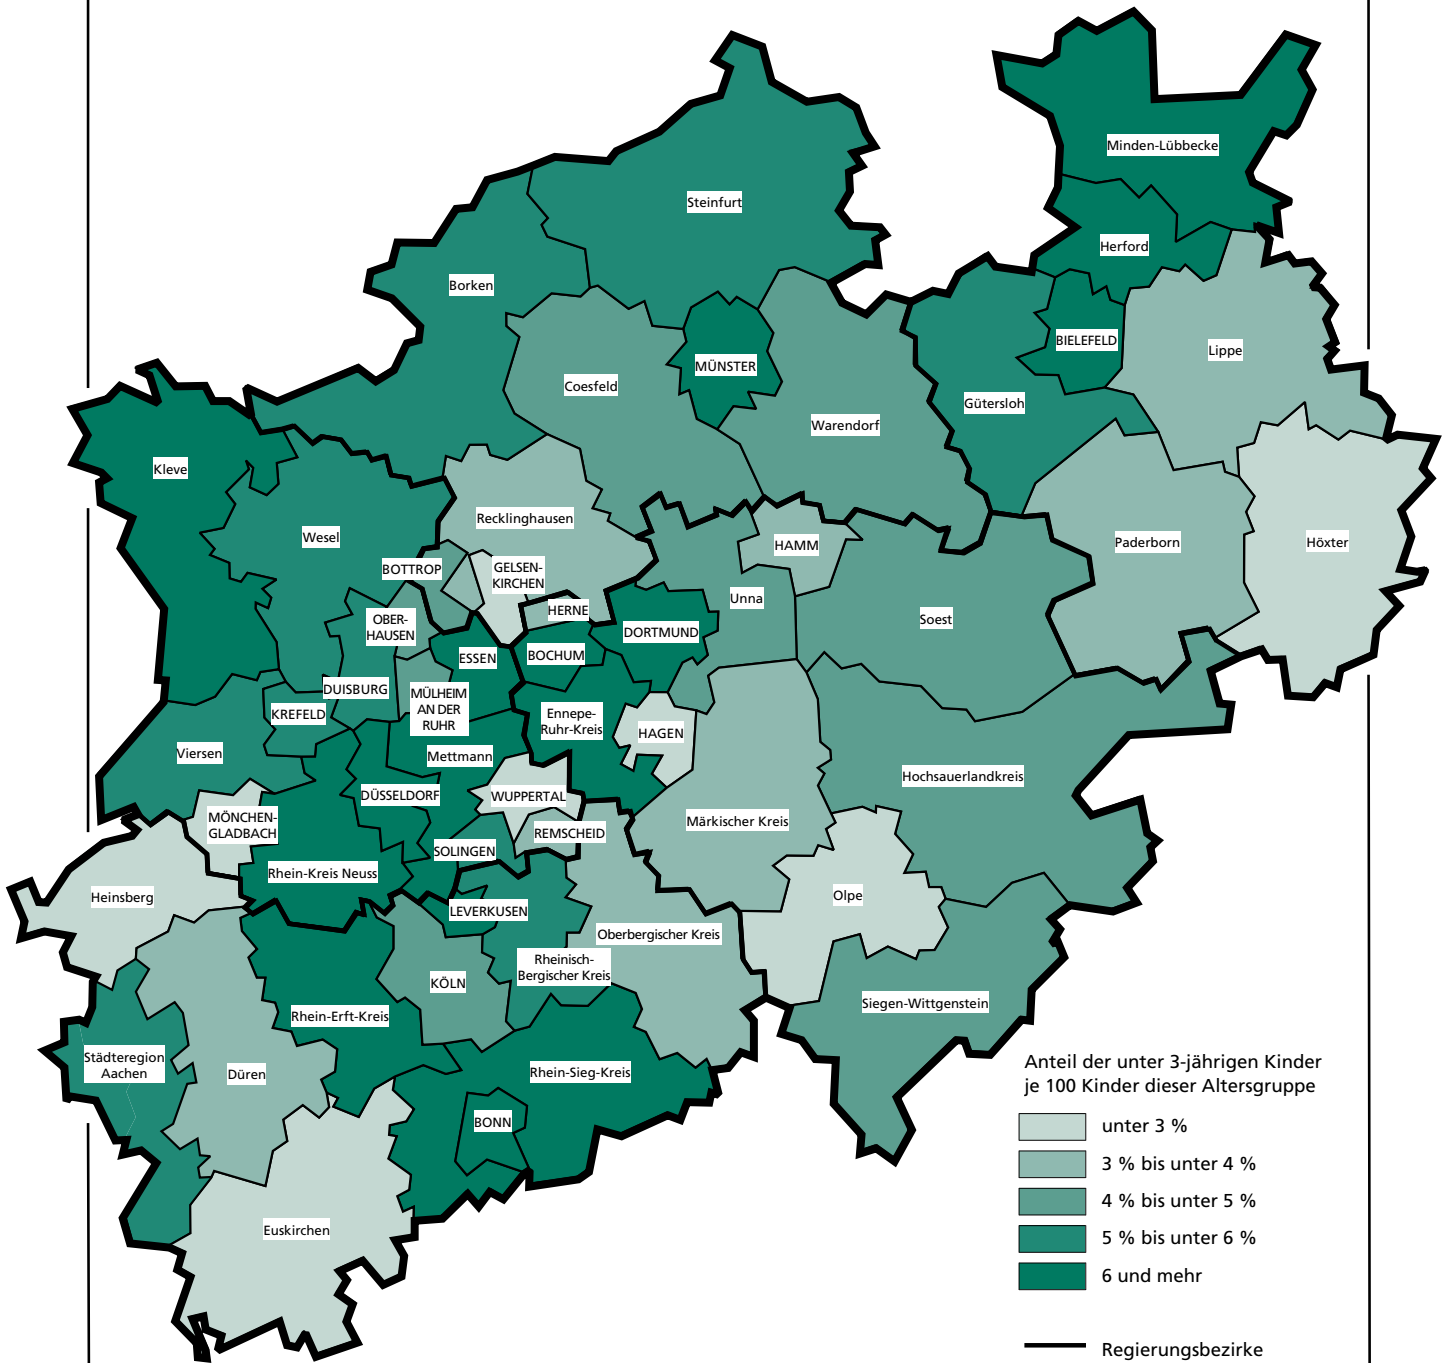 Minden-Lübbecke
Steinfurt
Herford
Borken
BIELEFELD
Lippe
MÜNSTER
Coesfeld
Gütersloh
Warendorf
Kleve
Recklinghausen
Wesel
HAMM
Paderborn
Höxter
BOTTROP
GELSEN-
KIRCHEN
Unna
HERNE
Soest
OBER-
HAUSEN
DORTMUND
ESSEN
BOCHUM
DUISBURG
MÜLHEIM
AN DER
RUHR
KREFELD
Ennepe-
Ruhr-Kreis
HAGEN
Viersen
Mettmann
Hochsauerlandkreis
DÜSSELDORF
WUPPERTAL
MÖNCHEN-
GLADBACH
Märkischer Kreis
REMSCHEID
SOLINGEN
Rhein-Kreis Neuss
Heinsberg
Olpe
LEVERKUSEN
Oberbergischer Kreis
Rheinisch-
Bergischer Kreis
KÖLN
Siegen-Wittgenstein
Rhein-Erft-Kreis
Städteregion
Aachen
Düren
Rhein-Sieg-Kreis
BONN
Euskirchen
Anteil der unter 3-jährigen Kinder
je 100 Kinder dieser Altersgruppe
unter 3 %
3 % bis unter 4 %
4 % bis unter 5 %
5 % bis unter 6 %
6 und mehr
Regierungsbezirke